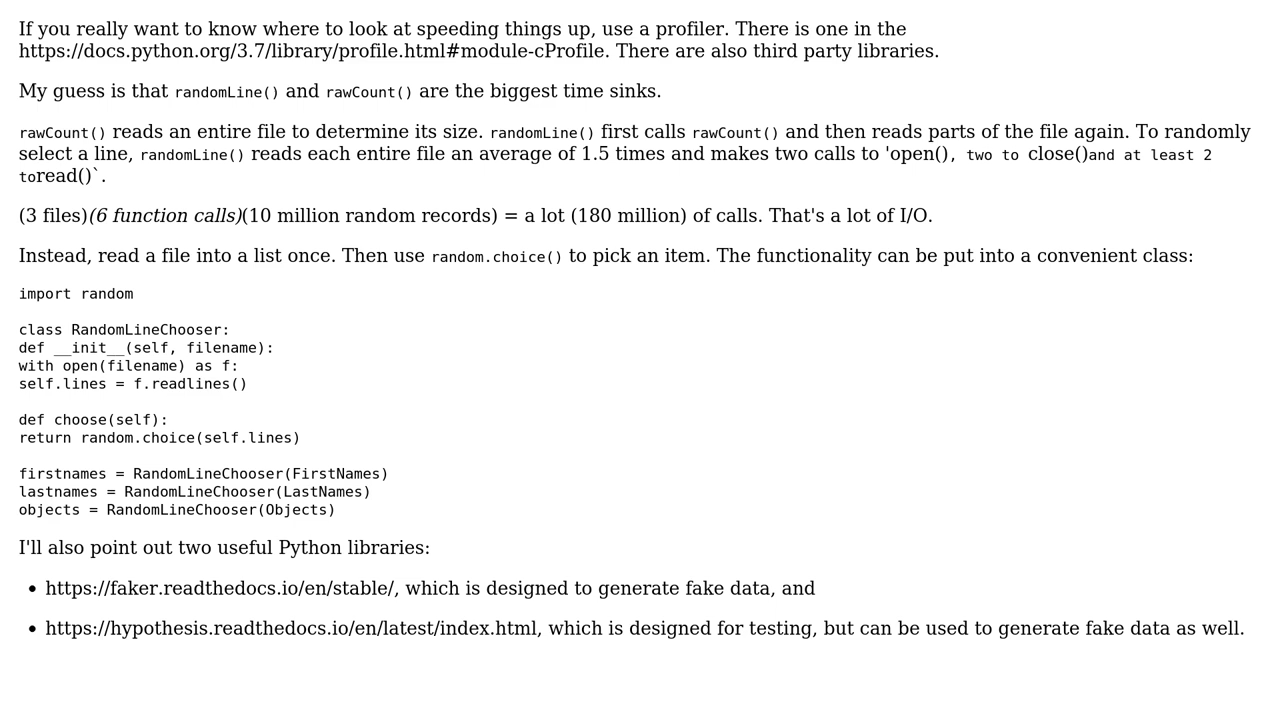 If you really want to know where to look at speeding things up, use a profiler. There is one in the
https://docs.python.org/3.7/library/profile.html#module-cProfile. There are also third party libraries.
My guess is that randomLine() and rawCount() are the biggest time sinks.
rawCount() reads an entire file to determine its size. randomLine() first calls rawCount() and then reads parts of the file again. To randomly
select a line, randomLine() reads each entire file an average of 1.5 times and makes two calls to 'open(), two to close()and at least 2
toread()`.
(3 files)(6 function calls)(10 million random records) = a lot (180 million) of calls. That's a lot of I/O.
Instead, read a file into a list once. Then use random.choice() to pick an item. The functionality can be put into a convenient class:
import random
class RandomLineChooser:
def __init__(self, filename):
with open(filename) as f:
self.lines = f.readlines()
def choose(self):
return random.choice(self.lines)
firstnames = RandomLineChooser(FirstNames)
lastnames = RandomLineChooser(LastNames)
objects = RandomLineChooser(Objects)
I'll also point out two useful Python libraries:
• https://faker.readthedocs.io/en/stable/, which is designed to generate fake data, and
• https://hypothesis.readthedocs.io/en/latest/index.html, which is designed for testing, but can be used to generate fake data as well.